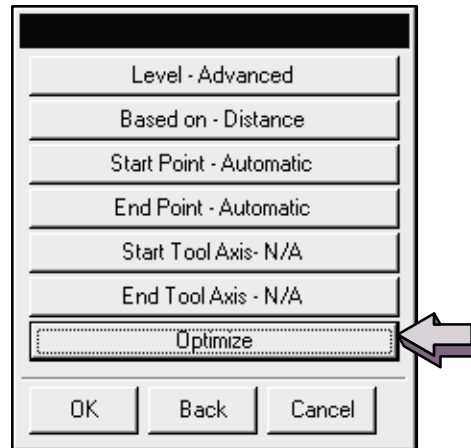 Level - Advanced
Based on - Distance
Start Point - Automatic
End Point - Automatic
Start Tool Axis- N/A
End Tool Axis - N/A
Optimize
OK Back Cancel